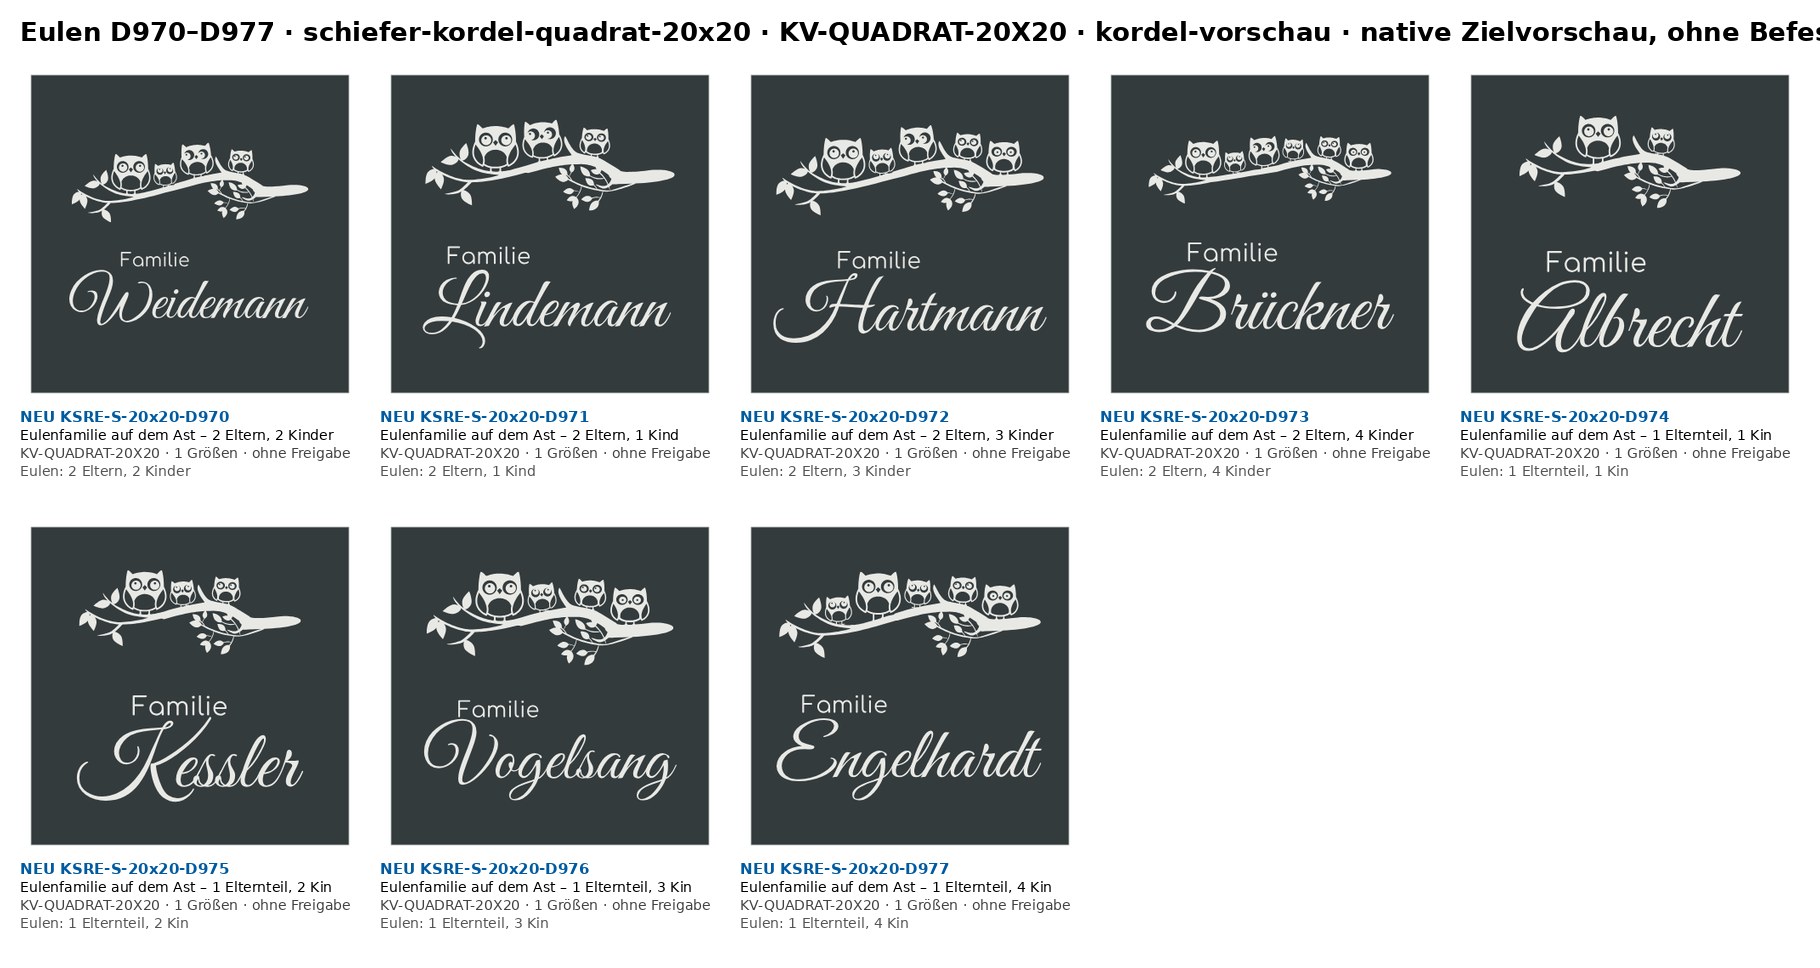 Eulen D970–D977 · schiefer-kordel-quadrat-20x20 · KV-QUADRAT-20X20 · kordel-vorschau · native Zielvorschau, ohne Befes
Familie
Weidemann
NEU KSRE-S-20x20-D970
Eulenfamilie auf dem Ast – 2 Eltern, 2 Kinder
KV-QUADRAT-20X20 · 1 Größen · ohne Freigabe
Eulen: 2 Eltern, 2 Kinder
Familie
Lindemann
NEU KSRE-S-20x20-D971
Eulenfamilie auf dem Ast – 2 Eltern, 1 Kind
KV-QUADRAT-20X20 · 1 Größen · ohne Freigabe
Eulen: 2 Eltern, 1 Kind
Familie
Hartmann
NEU KSRE-S-20x20-D972
Eulenfamilie auf dem Ast – 2 Eltern, 3 Kinder
KV-QUADRAT-20X20 · 1 Größen · ohne Freigabe
Eulen: 2 Eltern, 3 Kinder
Familie
Brückner
NEU KSRE-S-20x20-D973
Eulenfamilie auf dem Ast – 2 Eltern, 4 Kinder
KV-QUADRAT-20X20 · 1 Größen · ohne Freigabe
Eulen: 2 Eltern, 4 Kinder
Familie
Albrecht
NEU KSRE-S-20x20-D974
Eulenfamilie auf dem Ast – 1 Elternteil, 1 Kin
KV-QUADRAT-20X20 · 1 Größen · ohne Freigabe
Eulen: 1 Elternteil, 1 Kin
Familie
Kessler
NEU KSRE-S-20x20-D975
Eulenfamilie auf dem Ast – 1 Elternteil, 2 Kin
KV-QUADRAT-20X20 · 1 Größen · ohne Freigabe
Eulen: 1 Elternteil, 2 Kin
Familie
Vogelsang
NEU KSRE-S-20x20-D976
Eulenfamilie auf dem Ast – 1 Elternteil, 3 Kin
KV-QUADRAT-20X20 · 1 Größen · ohne Freigabe
Eulen: 1 Elternteil, 3 Kin
Familie
Engelhardt
NEU KSRE-S-20x20-D977
Eulenfamilie auf dem Ast – 1 Elternteil, 4 Kin
KV-QUADRAT-20X20 · 1 Größen · ohne Freigabe
Eulen: 1 Elternteil, 4 Kin